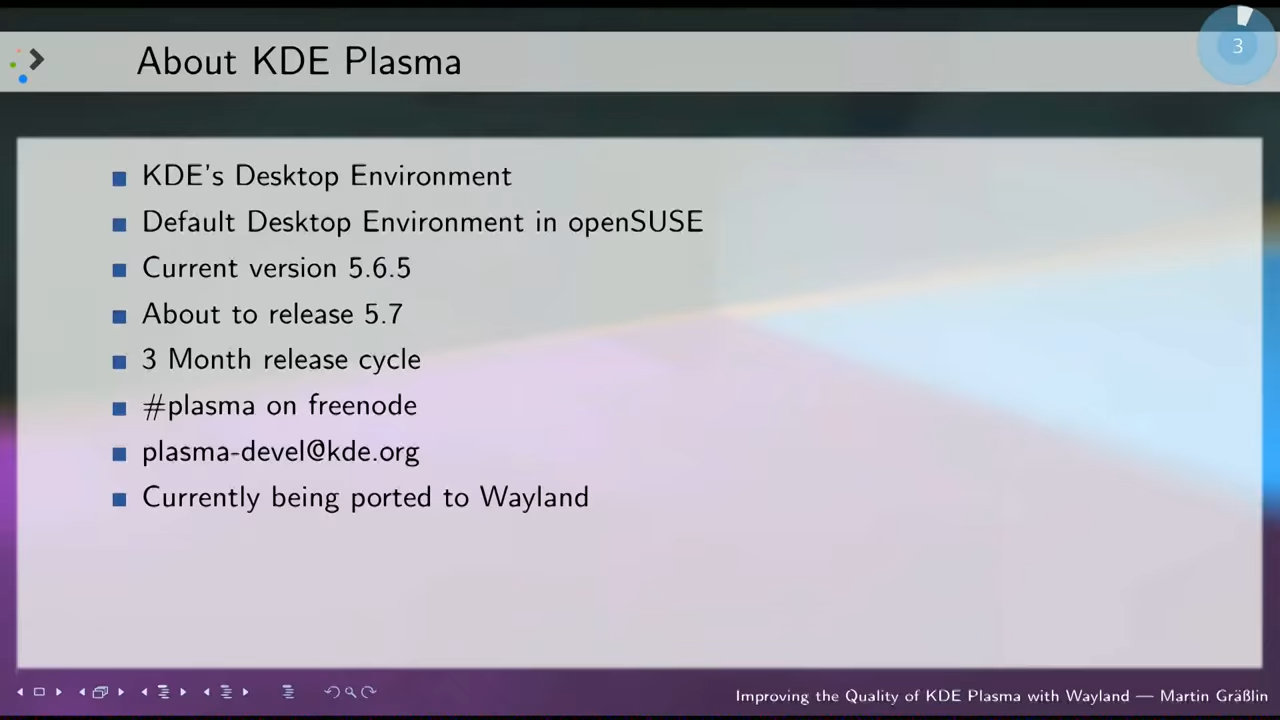 About KDE Plasma
3
KDE's Desktop Environment
Default Desktop Environment in openSUSE
Current version 5.6.5
About to release 5.7
3 Month release cycle
#plasma on freenode
plasma-devel@kde.org
Currently being ported to Wayland
Improving the Quality of KDE Plasma with Wayland — Martin Gräßlin